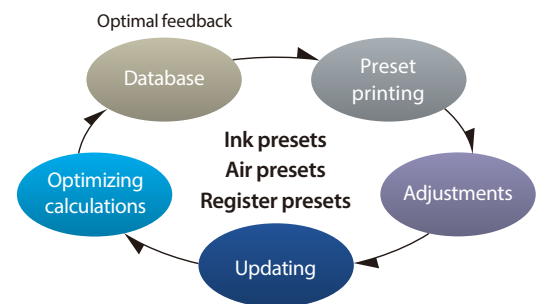 Optimal feedback
Database
Preset
printing
Ink presets
Air presets
Register presets
Optimizing
calculations
Adjustments
Updating